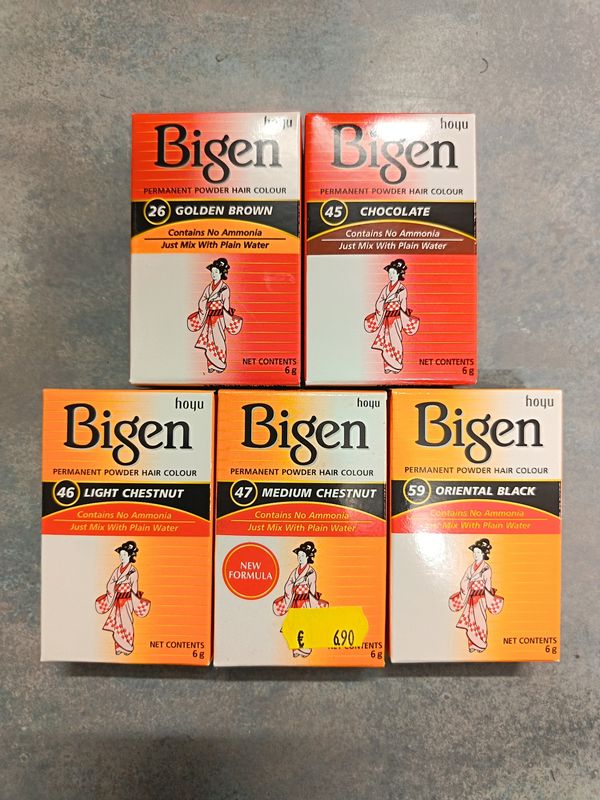 hoyu
Bigen
PERMANENT POWDER HAIR COLOUR
26 GOLDEN BROWN
Contains No Ammonia
Just Mix With Plain Water
NET CONTENTS
6 g
hoyu
Bigen
PERMANENT POWDER HAIR COLOUR
45 CHOCOLATE
Contains No Ammonia
Just Mix With Plain Water
NET CONTENTS
6 g
hoyu
Bigen
PERMANENT POWDER HAIR COLOUR
46 LIGHT CHESTNUT
Contains No Ammonia
Just Mix With Plain Water
NET CONTENTS
6 g
hoyu
Bigen
PERMANENT POWDER HAIR COLOUR
47 MEDIUM CHESTNUT
Contains No Ammonia
Just Mix With Plain Water
NEW
FORMULA
€ 6.90
NET CONTENTS
6 g
hoyu
Bigen
PERMANENT POWDER HAIR COLOUR
59 ORIENTAL BLACK
Contains No Ammonia
Just Mix With Plain Water
NET CONTENTS
6 g